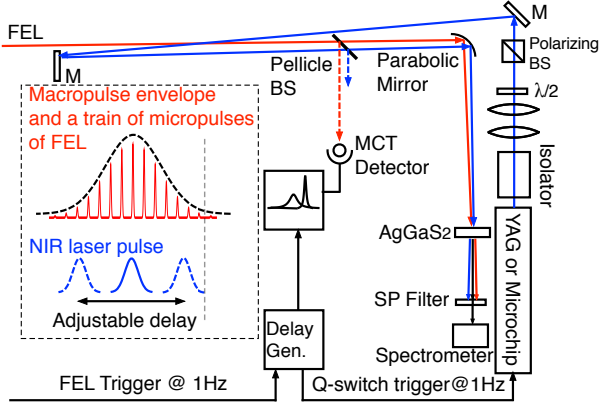 FEL
M
M
Polarizing
BS
Pellicle
BS
Parabolic
Mirror
λ/2
Macropulse envelope
and a train of micropulses
of FEL
MCT
Detector
Isolator
NIR laser pulse
AgGaS2
YAG or Microchip
Adjustable delay
SP Filter
Delay
Gen.
Spectrometer
FEL Trigger @ 1Hz
Q-switch trigger@1Hz